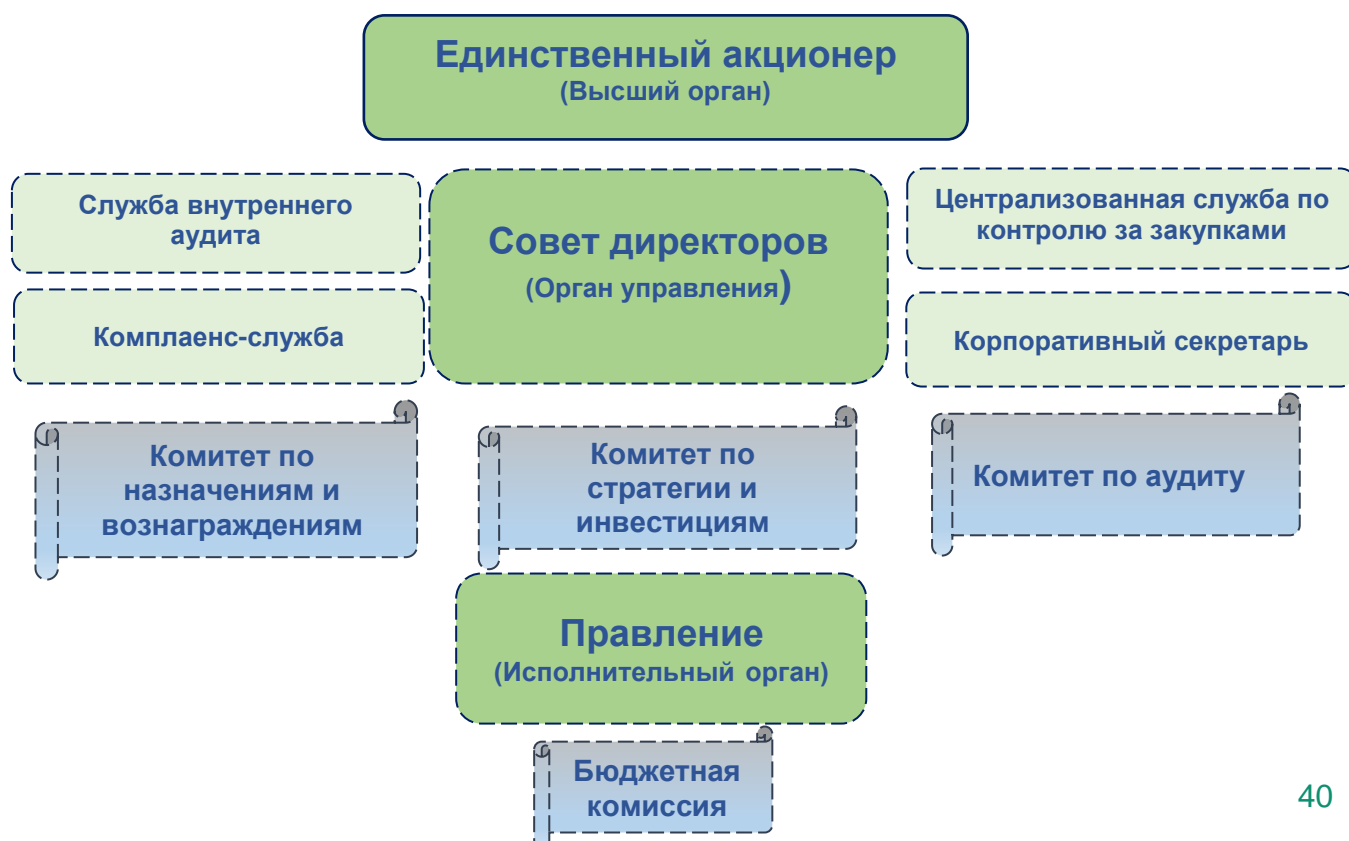 Единственный акционер
(Высший орган)
Служба внутреннего
аудита
Комплаенс-служба
Совет директоров
(Орган управления)
Централизованная служба по
контролю за закупками
Корпоративный секретарь
Комитет по
назначениям и
вознаграждениям
Комитет по
стратегии и
инвестициям
Комитет по аудиту
Правление
(Исполнительный орган)
Бюджетная
комиссия
40